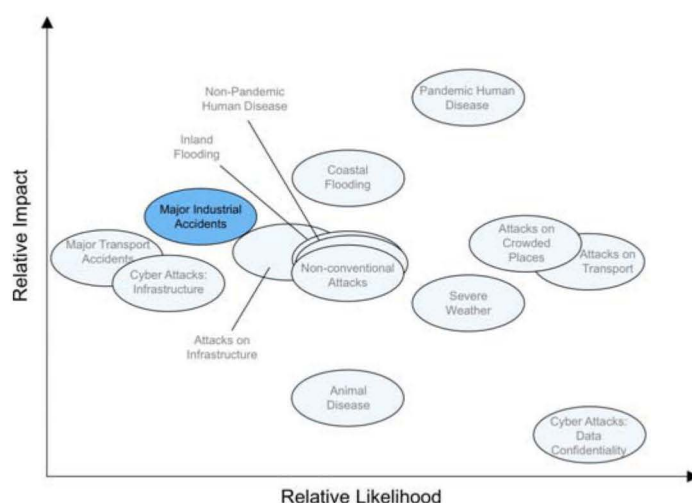 Relative Impact
Non-Pandemic
Human Disease
Pandemic Human
Disease
Inland
Flooding
Coastal
Flooding
Major Industrial
Accidents
Major Transport
Accidents
Cyber Attacks:
Infrastructure
Non-conventional
Attacks
Attacks on
Crowded
Places
Attacks on
Transport
Severe
Weather
Attacks on
Infrastructure
Animal
Disease
Cyber Attacks:
Data
Confidentiality
Relative Likelihood